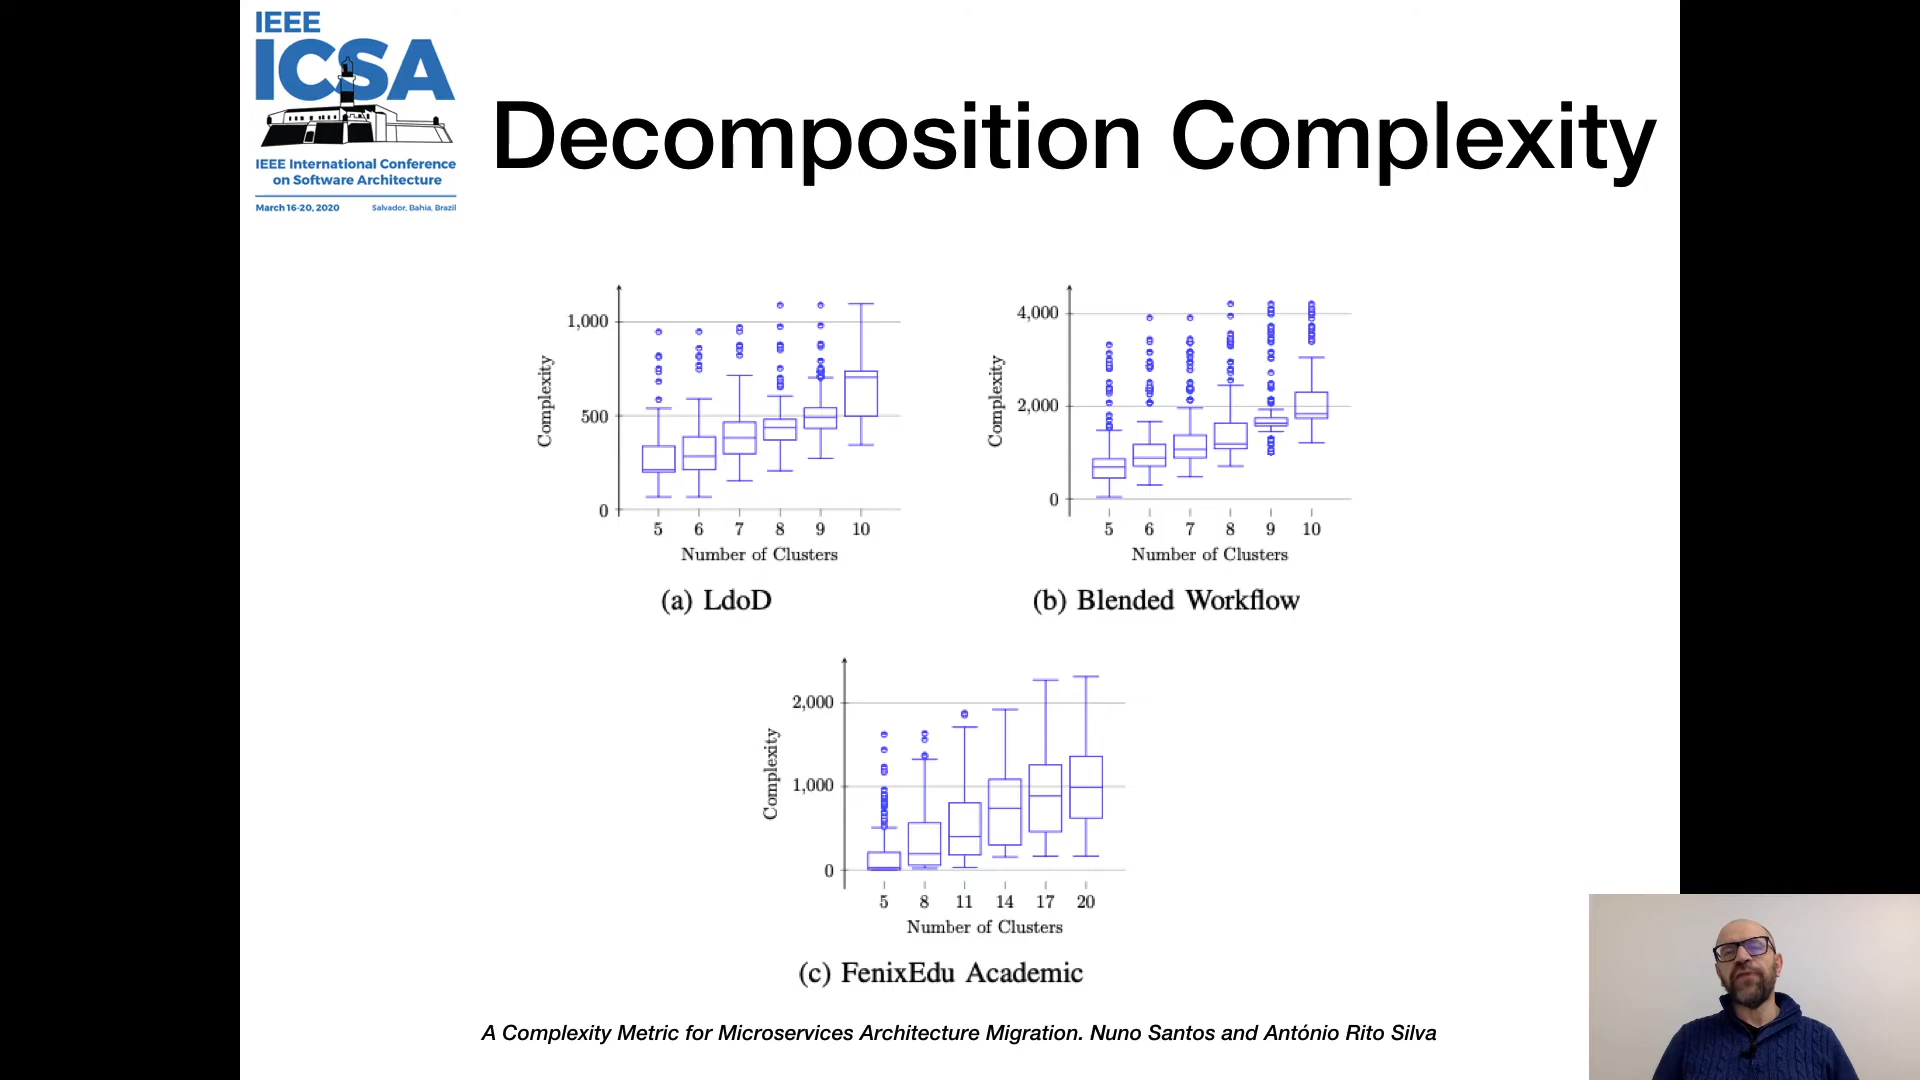 IEEE
ICSA
IEEE International Conference
on Software Architecture
March 16-20, 2020 Salvador, Bahia, Brazil
Decomposition Complexity
1,000
500
0
Complexity
5 6 7 8 9 10
Number of Clusters
(a) LdoD
4,000
2,000
0
Complexity
5 6 7 8 9 10
Number of Clusters
(b) Blended Workflow
2,000
1,000
0
Complexity
5 8 11 14 17 20
Number of Clusters
(c) FenixEdu Academic
A Complexity Metric for Microservices Architecture Migration. Nuno Santos and António Rito Silva